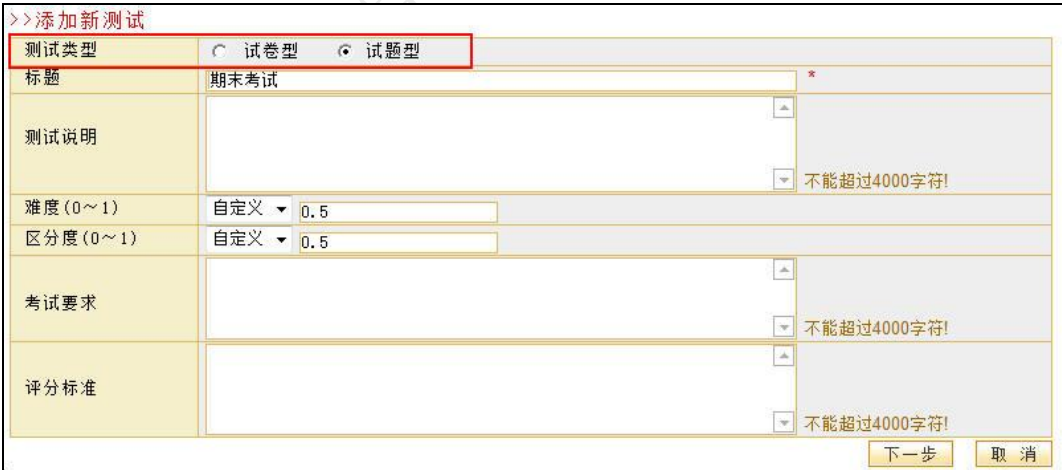 >>添加新测试
测试类型 试卷型 试题型
标题 期末考试 *
测试说明 不能超过4000字符!
难度(0～1) 自定义 0.5
区分度(0～1) 自定义 0.5
考试要求 不能超过4000字符!
评分标准 不能超过4000字符!
下一步 取 消